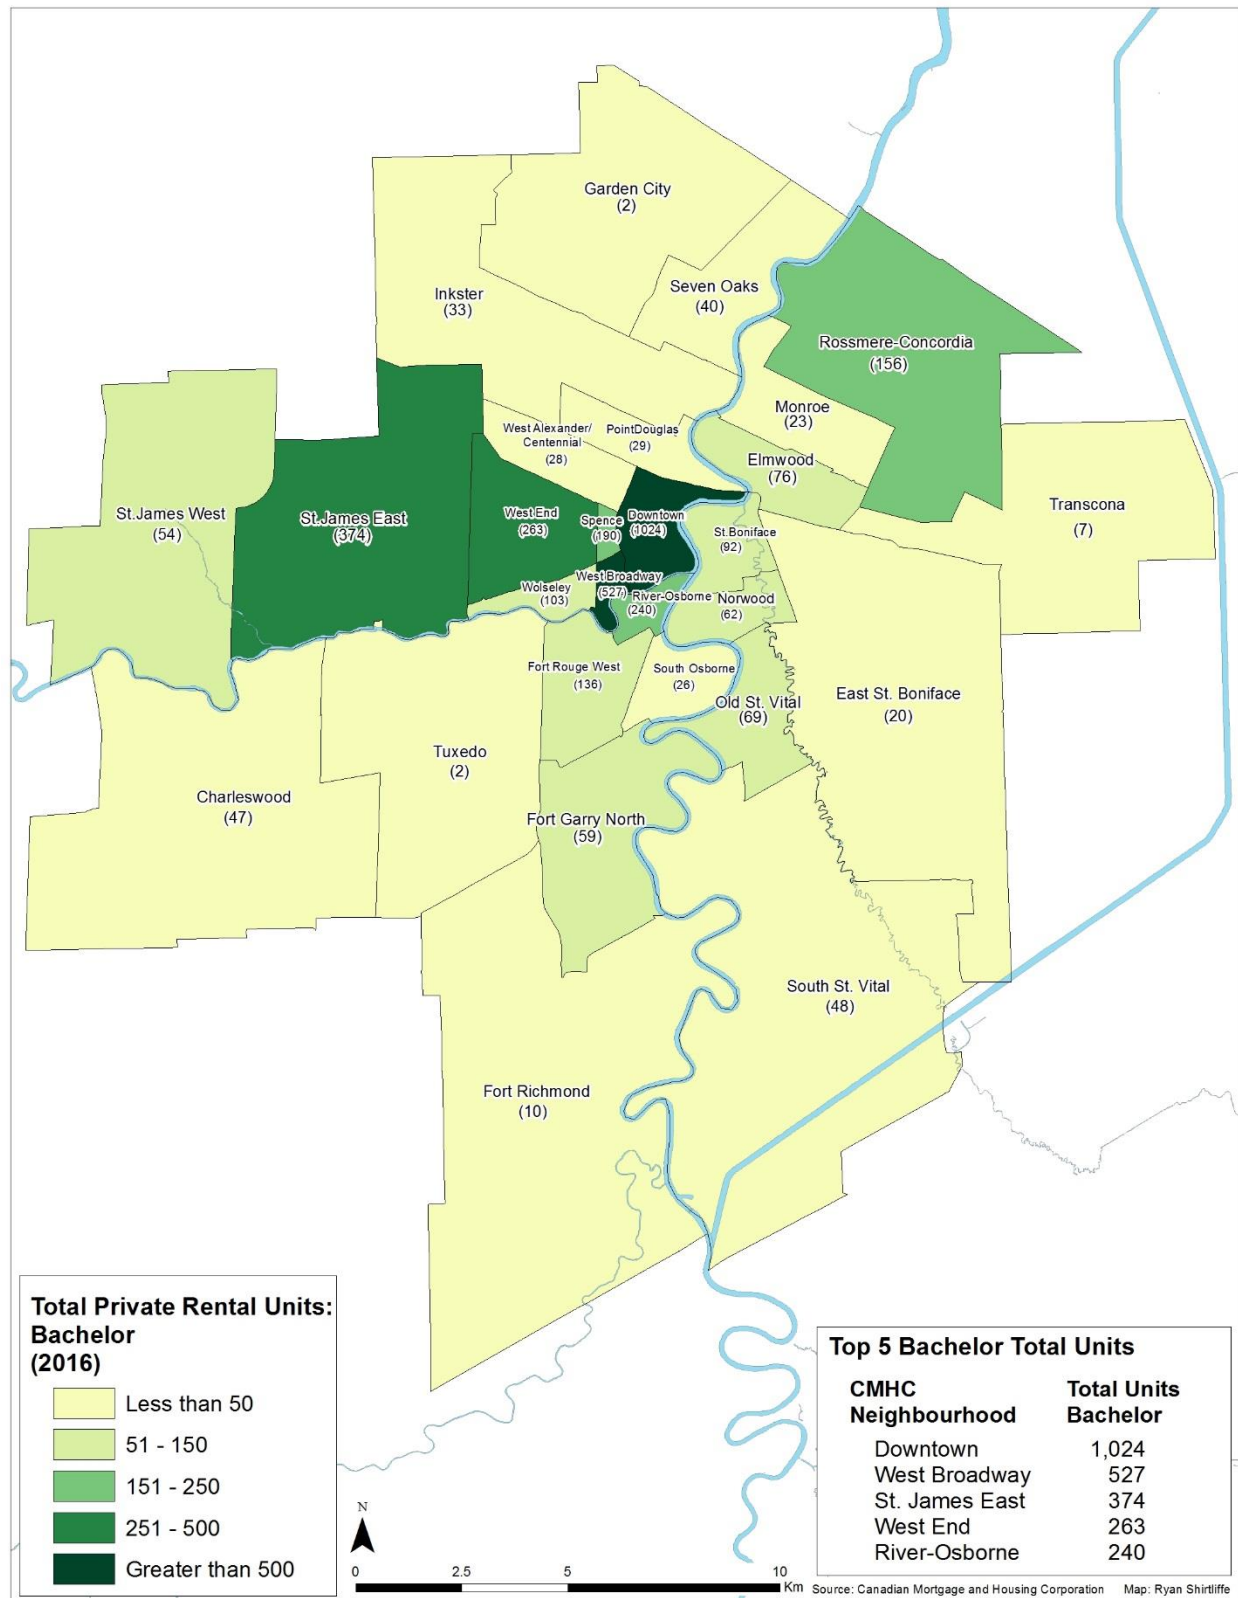 Garden City
(2)
Seven Oaks
(40)
Inkster
(33)
Rossmere-Concordia
(156)
Monroe
(23)
West Alexander/
Centennial
(28)
PointDouglas
(29)
Elmwood
(76)
Transcona
(7)
St.James West
(54)
St.James East
(374)
West End
(263)
Spence
(190)
Downtown
(1024)
St.Boniface
(92)
West Broadway
(527)
Wolseley
(103)
River-Osborne
(240)
Norwood
(62)
Fort Rouge West
(136)
South Osborne
(26)
Old St. Vital
(69)
East St. Boniface
(20)
Tuxedo
(2)
Charleswood
(47)
Fort Garry North
(59)
South St. Vital
(48)
Fort Richmond
(10)
Total Private Rental Units:
Bachelor
(2016)
Less than 50
51 - 150
151 - 250
251 - 500
Greater than 500
N
0 2.5 5 10
Km
Top 5 Bachelor Total Units
CMHC Total Units
Neighbourhood Bachelor
Downtown 1,024
West Broadway 527
St. James East 374
West End 263
River-Osborne 240
Source: Canadian Mortgage and Housing Corporation Map: Ryan Shirtliffe